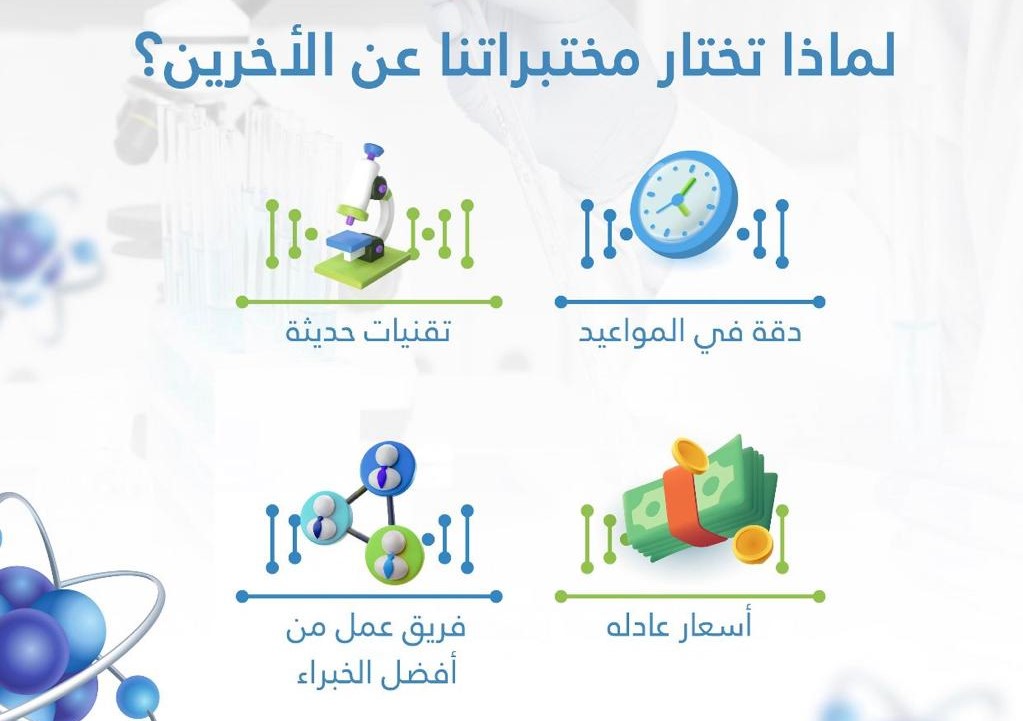 لماذا تختار مختبراتنا عن الأخرين؟
دقة في المواعيد
تقنيات حديثة
أسعار عادله
فريق عمل من
أفضل الخبراء